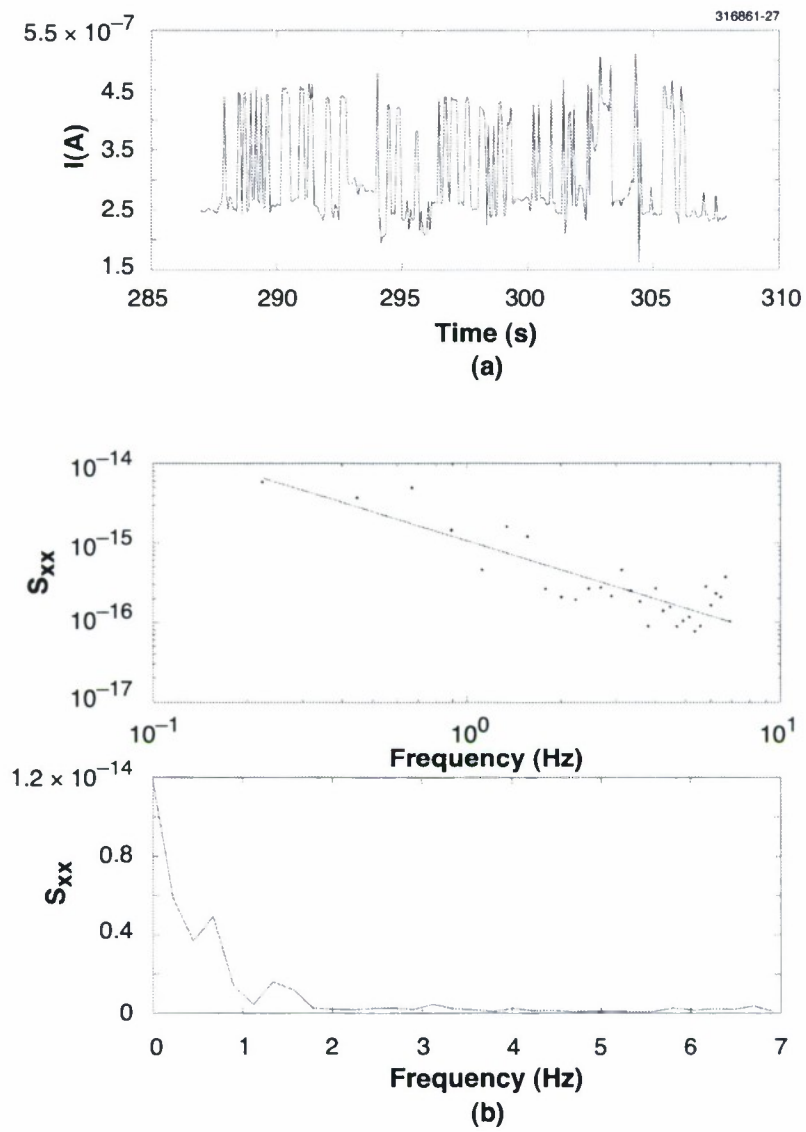 316861-27
5.5 × 10⁻⁷
4.5
3.5
2.5
1.5
I(A)
285 290 295 300 305 310
Time (s)
(a)
10⁻¹⁴
10⁻¹⁵
10⁻¹⁶
10⁻¹⁷
Sxx
10⁻¹ 10⁰ 10¹
Frequency (Hz)
1.2 × 10⁻¹⁴
0.8
0.4
0
Sxx
0 1 2 3 4 5 6 7
Frequency (Hz)
(b)